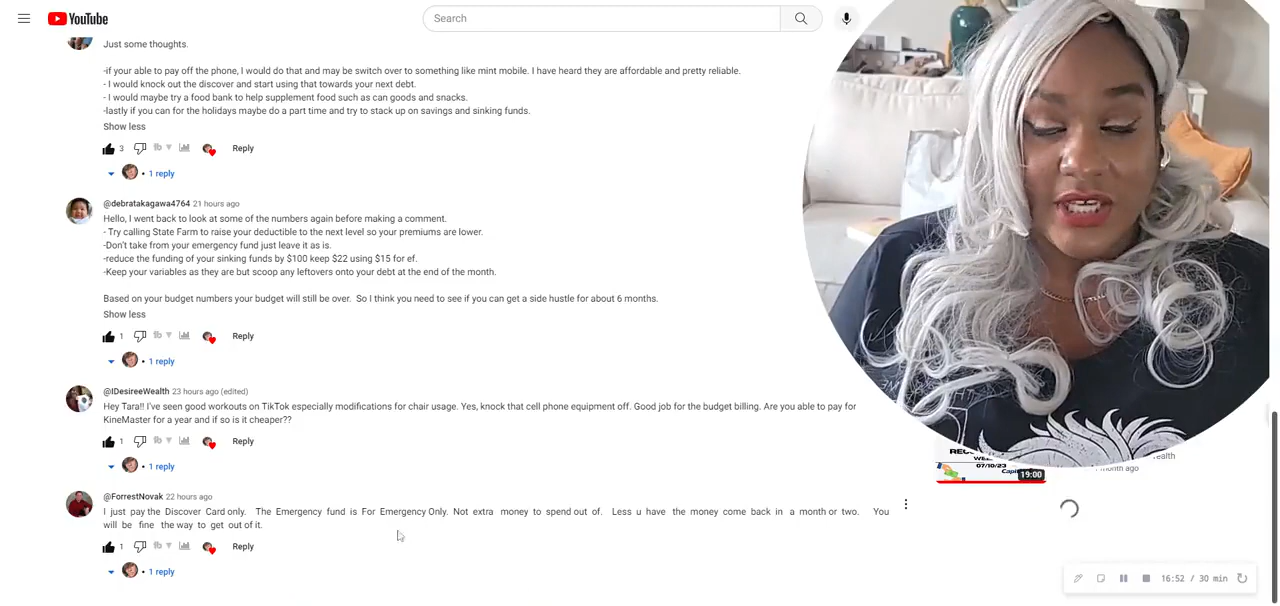 YouTube
Search
Just some thoughts.
-if your able to pay off the phone, I would do that and may be switch over to something like mint mobile. I have heard they are affordable and pretty reliable.
- I would knock out the discover and start using that towards your next debt.
- I would maybe try a food bank to help supplement food such as can goods and snacks.
-lastly if you can for the holidays maybe do a part time and try to stack up on savings and sinking funds.
Show less
3 Reply
1 reply
@debratakagawa4764 21 hours ago
Hello, I went back to look at some of the numbers again before making a comment.
- Try calling State Farm to raise your deductible to the next level so your premiums are lower.
-Don't take from your emergency fund just leave it as is.
-reduce the funding of your sinking funds by $100 keep $22 using $15 for ef.
-Keep your variables as they are but scoop any leftovers onto your debt at the end of the month.
Based on your budget numbers your budget will still be over. So I think you need to see if you can get a side hustle for about 6 months.
Show less
1 Reply
1 reply
@IDesireeWealth 23 hours ago (edited)
Hey Tara!! I've seen good workouts on TikTok especially modifications for chair usage. Yes, knock that cell phone equipment off. Good job for the budget billing. Are you able to pay for
KineMaster for a year and if so is it cheaper??
1 Reply
1 reply
@ForrestNovak 22 hours ago
I just pay the Discover Card only. The Emergency fund is For Emergency Only. Not extra money to spend out of. Less u have the money come back in a month or two. You
will be fine the way to get out of it.
1 Reply
1 reply
07/10/23
19:00
month ago
16:52 / 30 min